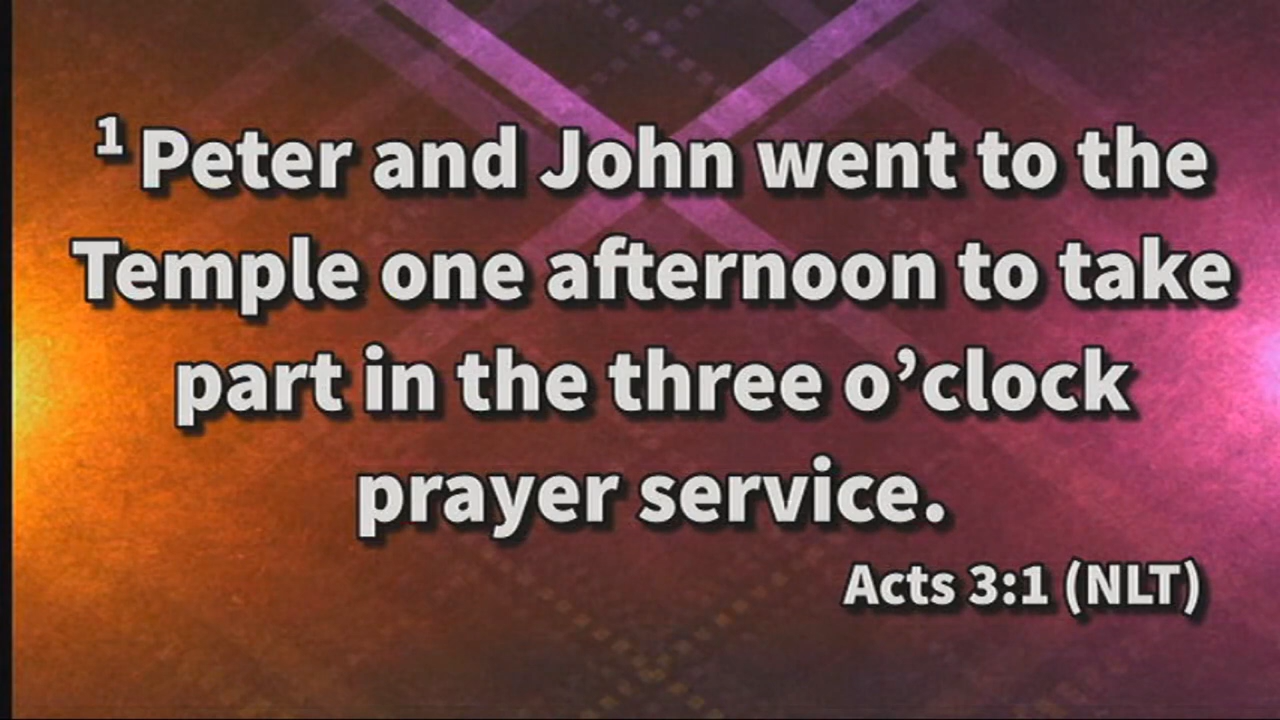 ¹ Peter and John went to the
Temple one afternoon to take
part in the three o’clock
prayer service.
Acts 3:1 (NLT)